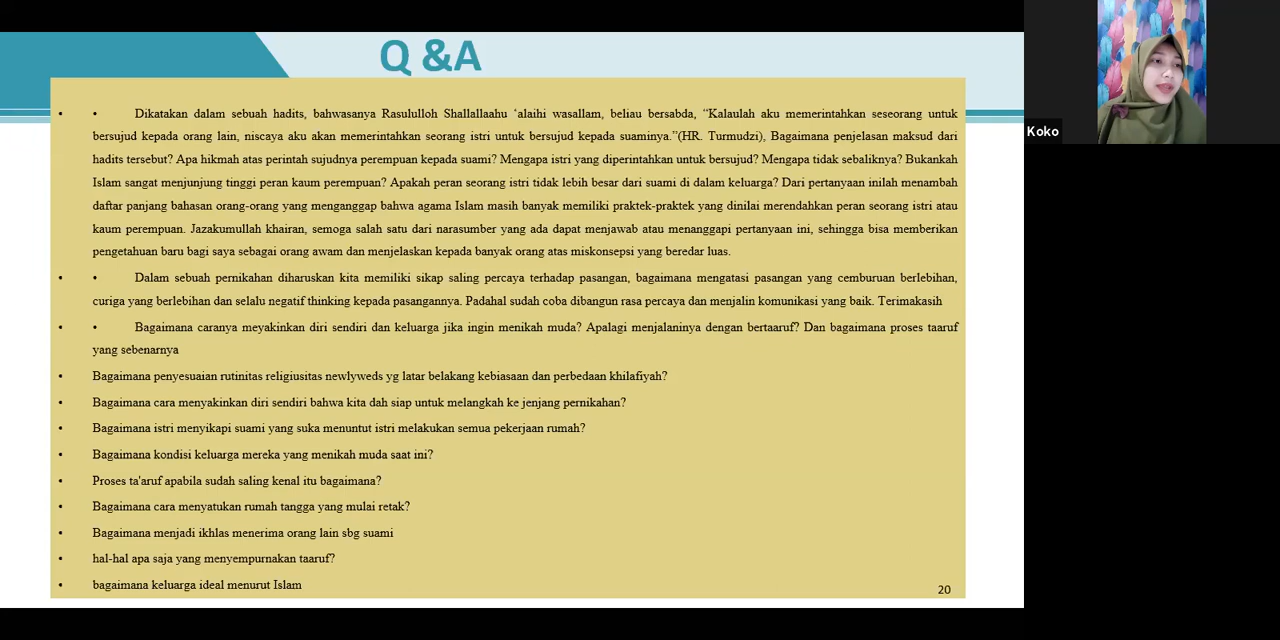 Q &A
• • Dikatakan dalam sebuah hadits, bahwasanya Rasululloh Shallallaahu ‘alaihi wasallam, beliau bersabda, “Kalaulah aku memerintahkan seseorang untuk
bersujud kepada orang lain, niscaya aku akan memerintahkan seorang istri untuk bersujud kepada suaminya.”(HR. Turmudzi), Bagaimana penjelasan maksud dari
hadits tersebut? Apa hikmah atas perintah sujudnya perempuan kepada suami? Mengapa istri yang diperintahkan untuk bersujud? Mengapa tidak sebaliknya? Bukankah
Islam sangat menjunjung tinggi peran kaum perempuan? Apakah peran seorang istri tidak lebih besar dari suami di dalam keluarga? Dari pertanyaan inilah menambah
daftar panjang bahasan orang-orang yang menganggap bahwa agama Islam masih banyak memiliki praktek-praktek yang dinilai merendahkan peran seorang istri atau
kaum perempuan. Jazakumullah khairan, semoga salah satu dari narasumber yang ada dapat menjawab atau menanggapi pertanyaan ini, sehingga bisa memberikan
pengetahuan baru bagi saya sebagai orang awam dan menjelaskan kepada banyak orang atas miskonsepsi yang beredar luas.
• • Dalam sebuah pernikahan diharuskan kita memiliki sikap saling percaya terhadap pasangan, bagaimana mengatasi pasangan yang cemburuan berlebihan,
curiga yang berlebihan dan selalu negatif thinking kepada pasangannya. Padahal sudah coba dibangun rasa percaya dan menjalin komunikasi yang baik. Terimakasih
• • Bagaimana caranya meyakinkan diri sendiri dan keluarga jika ingin menikah muda? Apalagi menjalaninya dengan bertaaruf? Dan bagaimana proses taaruf
yang sebenarnya
• Bagaimana penyesuaian rutinitas religiusitas newlyweds yg latar belakang kebiasaan dan perbedaan khilafiyah?
• Bagaimana cara menyakinkan diri sendiri bahwa kita dah siap untuk melangkah ke jenjang pernikahan?
• Bagaimana istri menyikapi suami yang suka menuntut istri melakukan semua pekerjaan rumah?
• Bagaimana kondisi keluarga mereka yang menikah muda saat ini?
• Proses ta'aruf apabila sudah saling kenal itu bagaimana?
• Bagaimana cara menyatukan rumah tangga yang mulai retak?
• Bagaimana menjadi ikhlas menerima orang lain sbg suami
• hal-hal apa saja yang menyempurnakan taaruf?
• bagaimana keluarga ideal menurut Islam
20
Koko